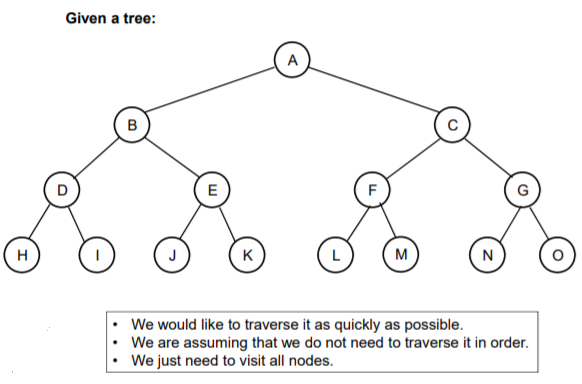 Given a tree:
A
B C
D E F G
H I J K L M N O
• We would like to traverse it as quickly as possible.
• We are assuming that we do not need to traverse it in order.
• We just need to visit all nodes.